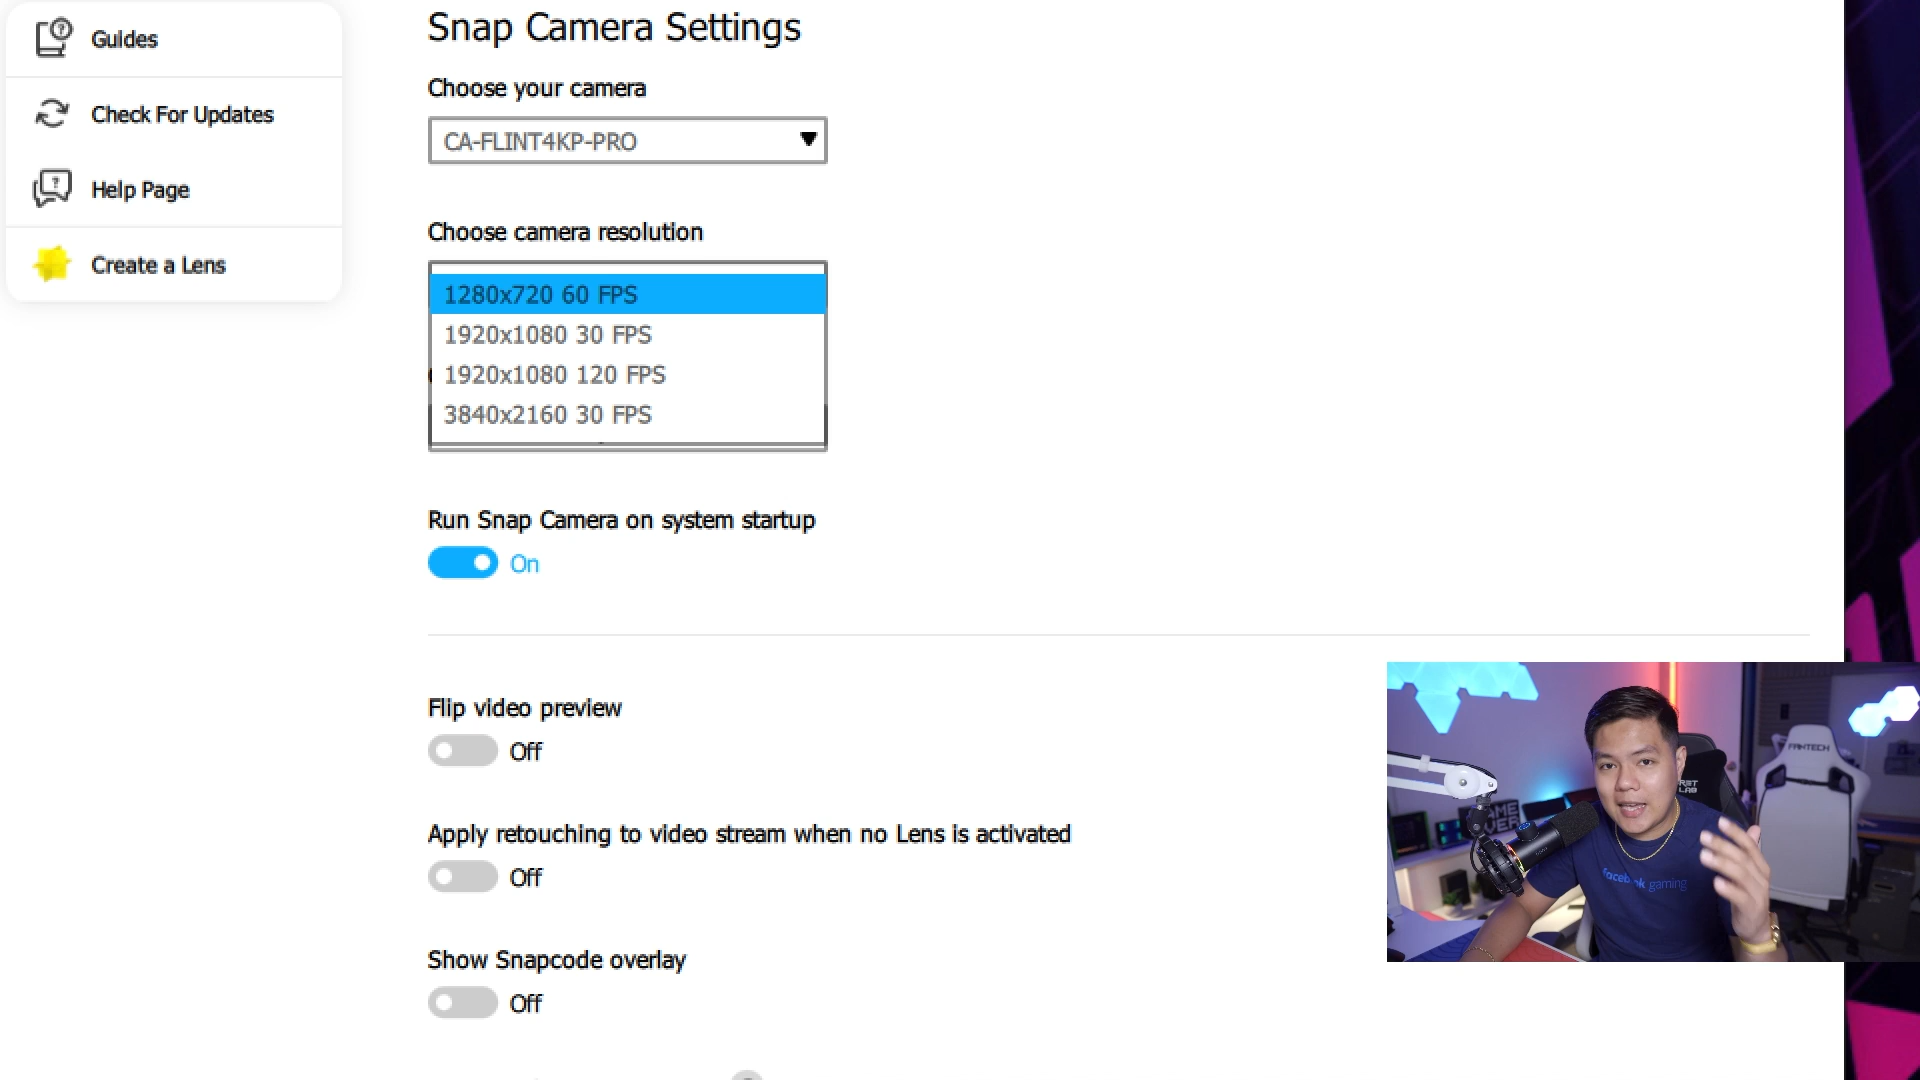 Guides
Check For Updates
Help Page
Create a Lens
Snap Camera Settings
Choose your camera
CA-FLINT4KP-PRO
Choose camera resolution
1280x720 60 FPS
1920x1080 30 FPS
1920x1080 120 FPS
3840x2160 30 FPS
Run Snap Camera on system startup
On
Flip video preview
Off
Apply retouching to video stream when no Lens is activated
Off
Show Snapcode overlay
Off
FANTECH
facebook gaming